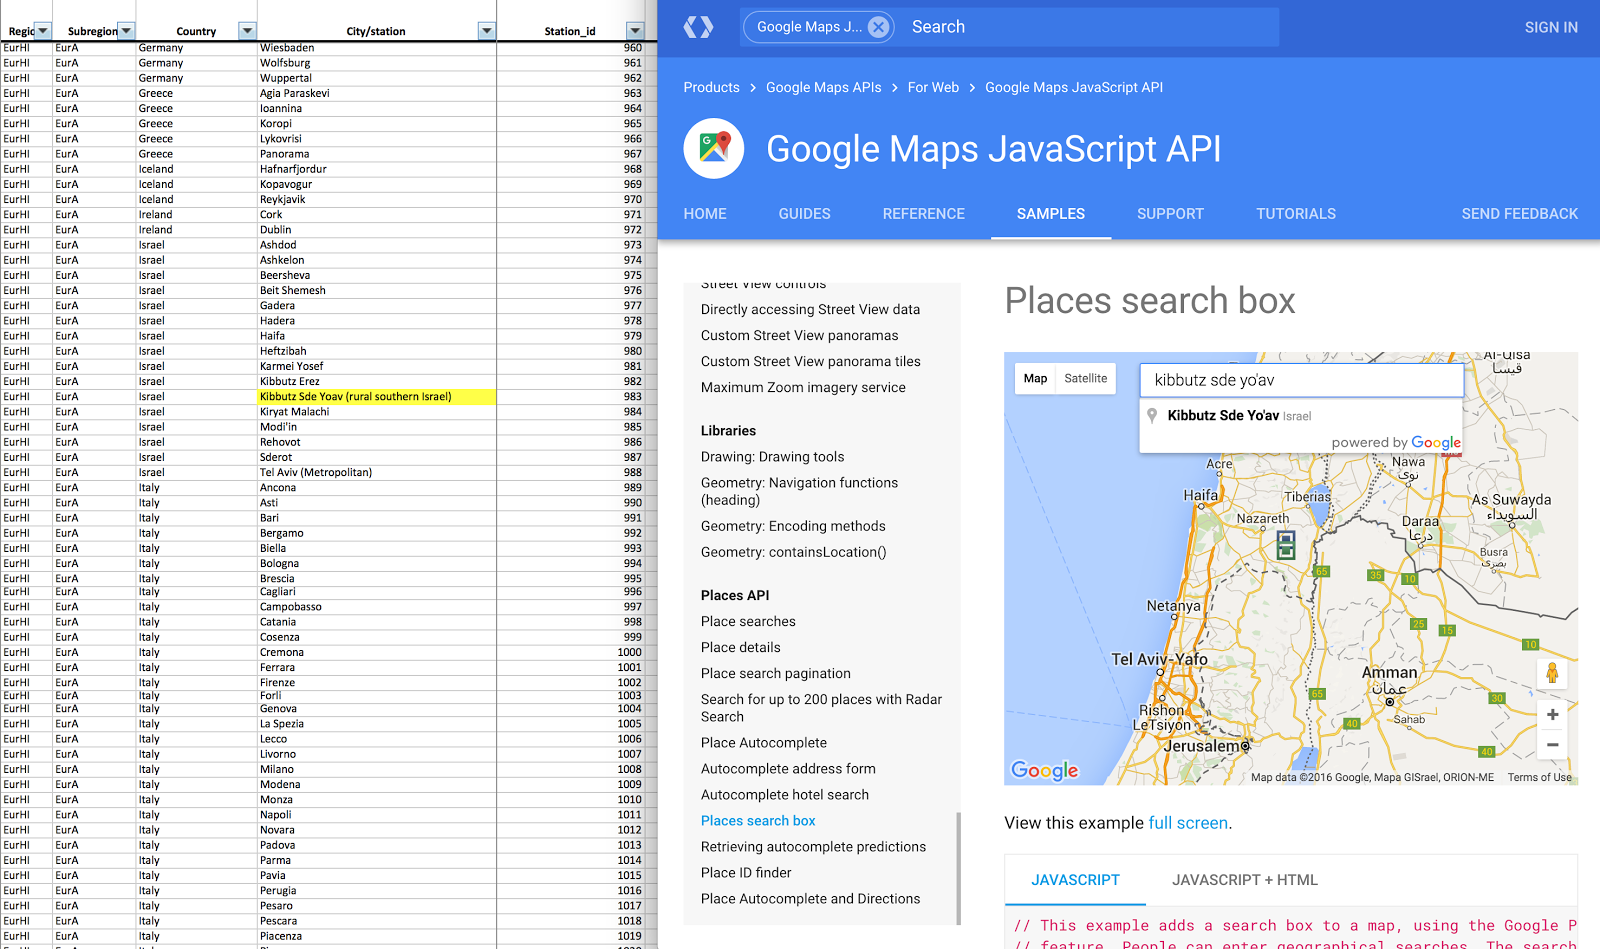 Regic Subregion Country City/station Station_id
EurHI EurA Germany Wiesbaden 960
EurHI EurA Germany Wolfsburg 961
EurHI EurA Germany Wuppertal 962
EurHI EurA Greece Agia Paraskevi 963
EurHI EurA Greece Ioannina 964
EurHI EurA Greece Koropi 965
EurHI EurA Greece Lykovrisi 966
EurHI EurA Greece Panorama 967
EurHI EurA Iceland Hafnarfjordur 968
EurHI EurA Iceland Kopavogur 969
EurHI EurA Iceland Reykjavik 970
EurHI EurA Ireland Cork 971
EurHI EurA Ireland Dublin 972
EurHI EurA Israel Ashdod 973
EurHI EurA Israel Ashkelon 974
EurHI EurA Israel Beersheva 975
EurHI EurA Israel Beit Shemesh 976
EurHI EurA Israel Gadera 977
EurHI EurA Israel Hadera 978
EurHI EurA Israel Haifa 979
EurHI EurA Israel Heftzibah 980
EurHI EurA Israel Karmei Yosef 981
EurHI EurA Israel Kibbutz Erez 982
EurHI EurA Israel Kibbutz Sde Yoav (rural southern Israel) 983
EurHI EurA Israel Kiryat Malachi 984
EurHI EurA Israel Modi'in 985
EurHI EurA Israel Rehovot 986
EurHI EurA Israel Sderot 987
EurHI EurA Israel Tel Aviv (Metropolitan) 988
EurHI EurA Italy Ancona 989
EurHI EurA Italy Asti 990
EurHI EurA Italy Bari 991
EurHI EurA Italy Bergamo 992
EurHI EurA Italy Biella 993
EurHI EurA Italy Bologna 994
EurHI EurA Italy Brescia 995
EurHI EurA Italy Cagliari 996
EurHI EurA Italy Campobasso 997
EurHI EurA Italy Catania 998
EurHI EurA Italy Cosenza 999
EurHI EurA Italy Cremona 1000
EurHI EurA Italy Ferrara 1001
EurHI EurA Italy Firenze 1002
EurHI EurA Italy Forli 1003
EurHI EurA Italy Genova 1004
EurHI EurA Italy La Spezia 1005
EurHI EurA Italy Lecco 1006
EurHI EurA Italy Livorno 1007
EurHI EurA Italy Milano 1008
EurHI EurA Italy Modena 1009
EurHI EurA Italy Monza 1010
EurHI EurA Italy Napoli 1011
EurHI EurA Italy Novara 1012
EurHI EurA Italy Padova 1013
EurHI EurA Italy Parma 1014
EurHI EurA Italy Pavia 1015
EurHI EurA Italy Perugia 1016
EurHI EurA Italy Pesaro 1017
EurHI EurA Italy Pescara 1018
EurHI EurA Italy Piacenza 1019
Google Maps J... Search SIGN IN
Products > Google Maps APIs > For Web > Google Maps JavaScript API
Google Maps JavaScript API
HOME GUIDES REFERENCE SAMPLES SUPPORT TUTORIALS SEND FEEDBACK
Street View controls
Directly accessing Street View data
Custom Street View panoramas
Custom Street View panorama tiles
Maximum Zoom imagery service
Libraries
Drawing: Drawing tools
Geometry: Navigation functions
(heading)
Geometry: Encoding methods
Geometry: containsLocation()
Places API
Place searches
Place details
Place search pagination
Search for up to 200 places with Radar
Search
Place Autocomplete
Autocomplete address form
Autocomplete hotel search
Places search box
Retrieving autocomplete predictions
Place ID finder
Place Autocomplete and Directions
Places search box
Map Satellite
kibbutz sde yo'av
Kibbutz Sde Yo'av Israel
powered by Google
Al-Qisa
Acre
Nawa
نوى
Haifa
Tiberias
As Suwayda
السويداء
Nazareth
Daraa
درعا
Busra
بصرى
65
35
10
Netanya
25
15
10
Tel Aviv-Yafo
Amman
عمان
65
30
Rishon
LeTsiyon
40
Sahab
Jerusalem
40
Google
Map data ©2016 Google, Mapa GISrael, ORION-ME Terms of Use
View this example full screen.
JAVASCRIPT JAVASCRIPT + HTML
// This example adds a search box to a map, using the Google P
// feature. People can enter geographical searches. The search